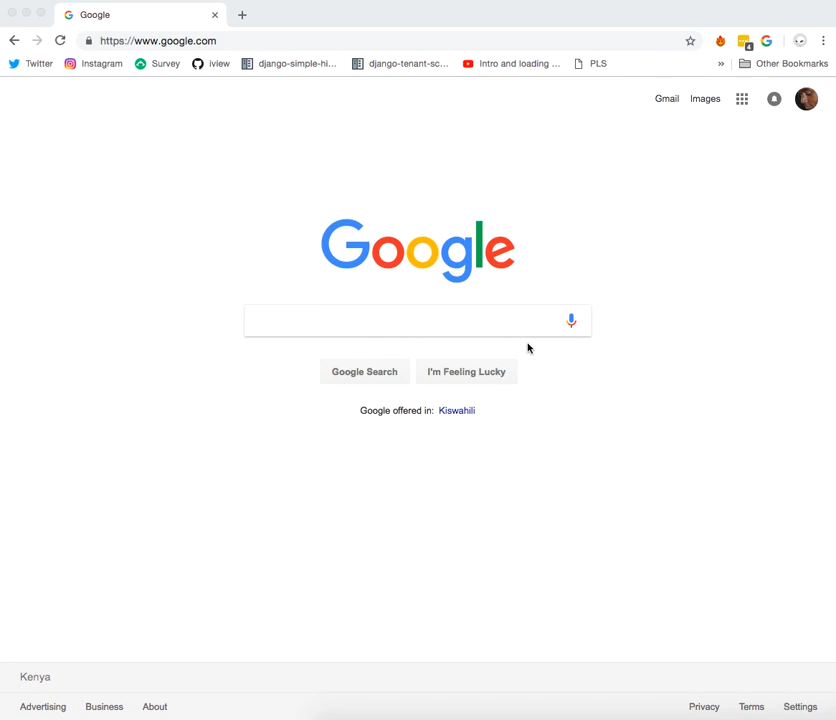 Google
https://www.google.com
4
Twitter Instagram Survey iview django-simple-hi... django-tenant-sc... Intro and loading ... PLS » Other Bookmarks
Gmail Images
Google
Google Search I'm Feeling Lucky
Google offered in: Kiswahili
Kenya
Advertising Business About Privacy Terms Settings